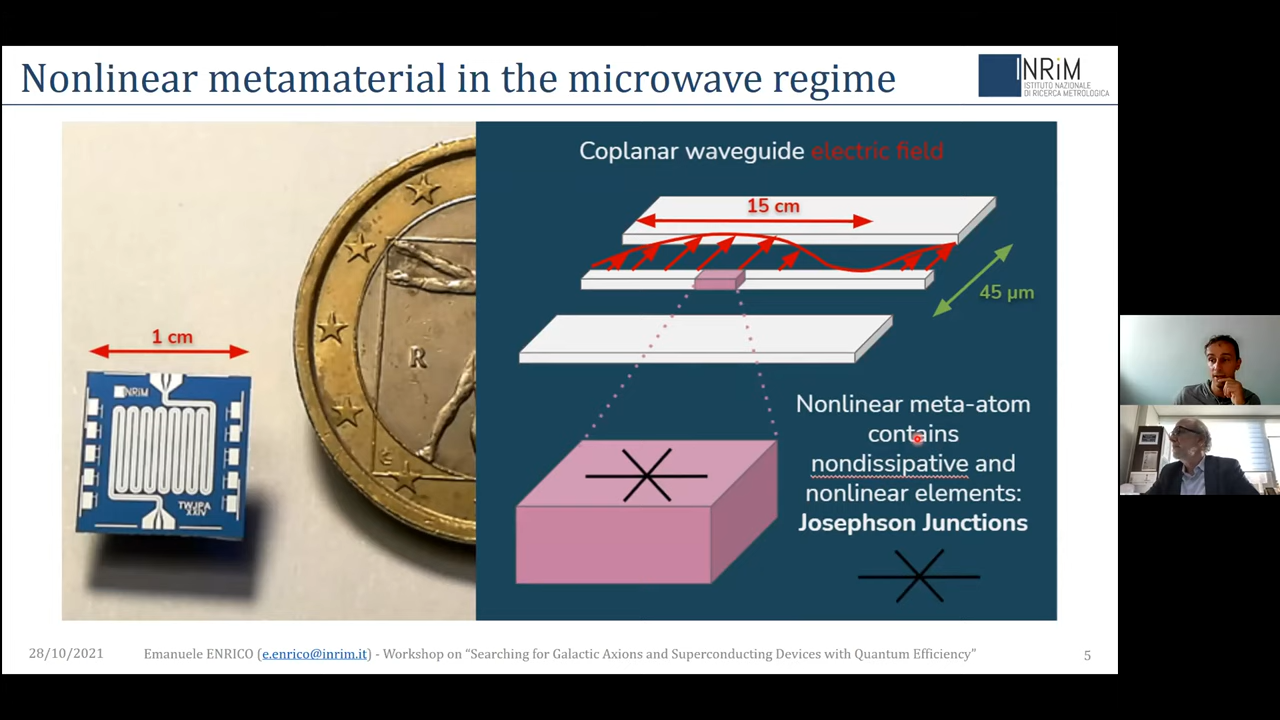 Nonlinear metamaterial in the microwave regime
INRiM
ISTITUTO NAZIONALE
DI RICERCA METROLOGICA
Coplanar waveguide electric field
15 cm
45 µm
1 cm
R
INRiM
TWJPA
XXIV
Nonlinear meta-atom
contains
nondissipative and
nonlinear elements:
Josephson Junctions
28/10/2021
Emanuele ENRICO (e.enrico@inrim.it) - Workshop on “Searching for Galactic Axions and Superconducting Devices with Quantum Efficiency”
5